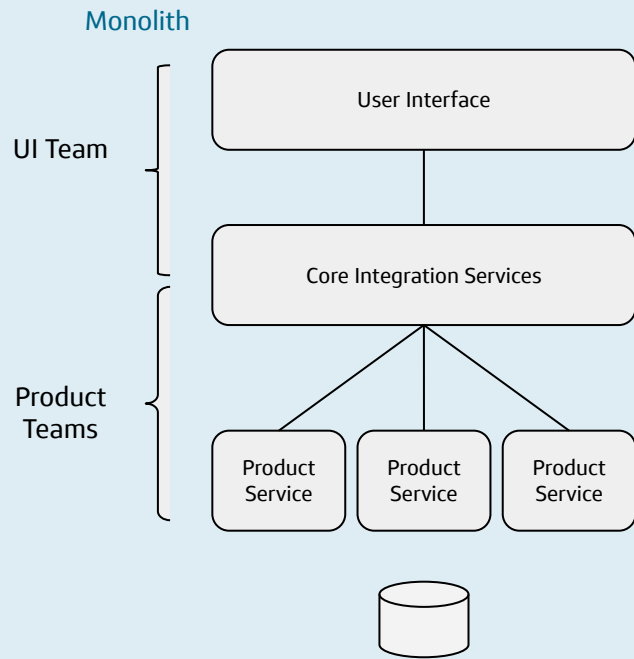 Monolith
UI Team
User Interface
Core Integration Services
Product
Teams
Product
Service
Product
Service
Product
Service